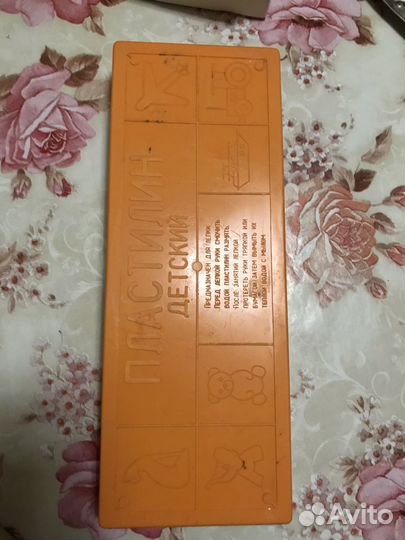 ПЛАСТИЛИН
ДЕТСКИЙ
ПРЕДНАЗНАЧЕН ДЛЯ ЛЕПКИ.
ПЕРЕД ЛЕПКОЙ РУКИ СМОЧИТЬ
ВОДОЙ, ПЛАСТИЛИН РАЗМЯТЬ.
ПОСЛЕ ЗАНЯТИЙ ЛЕПКОЙ
ПРОТЕРЕТЬ РУКИ ТРЯПКОЙ ИЛИ
БУМАГОЙ, ЗАТЕМ ВЫМЫТЬ ИХ
ТЕПЛОЙ ВОДОЙ С МЫЛОМ.
Avito